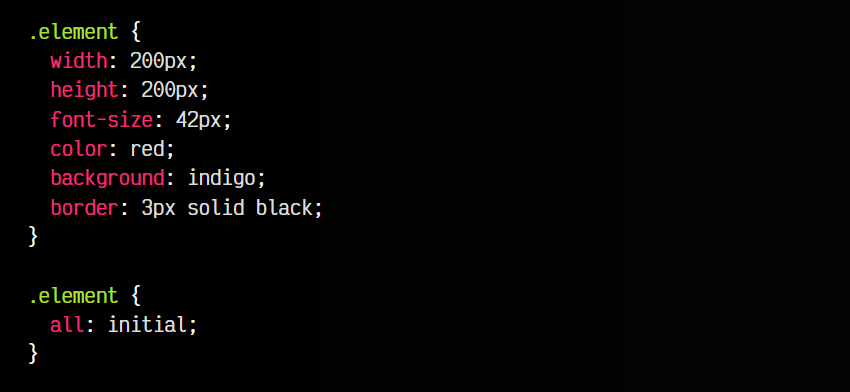 .element {
  width: 200px;
  height: 200px;
  font-size: 42px;
  color: red;
  background: indigo;
  border: 3px solid black;
}

.element {
  all: initial;
}